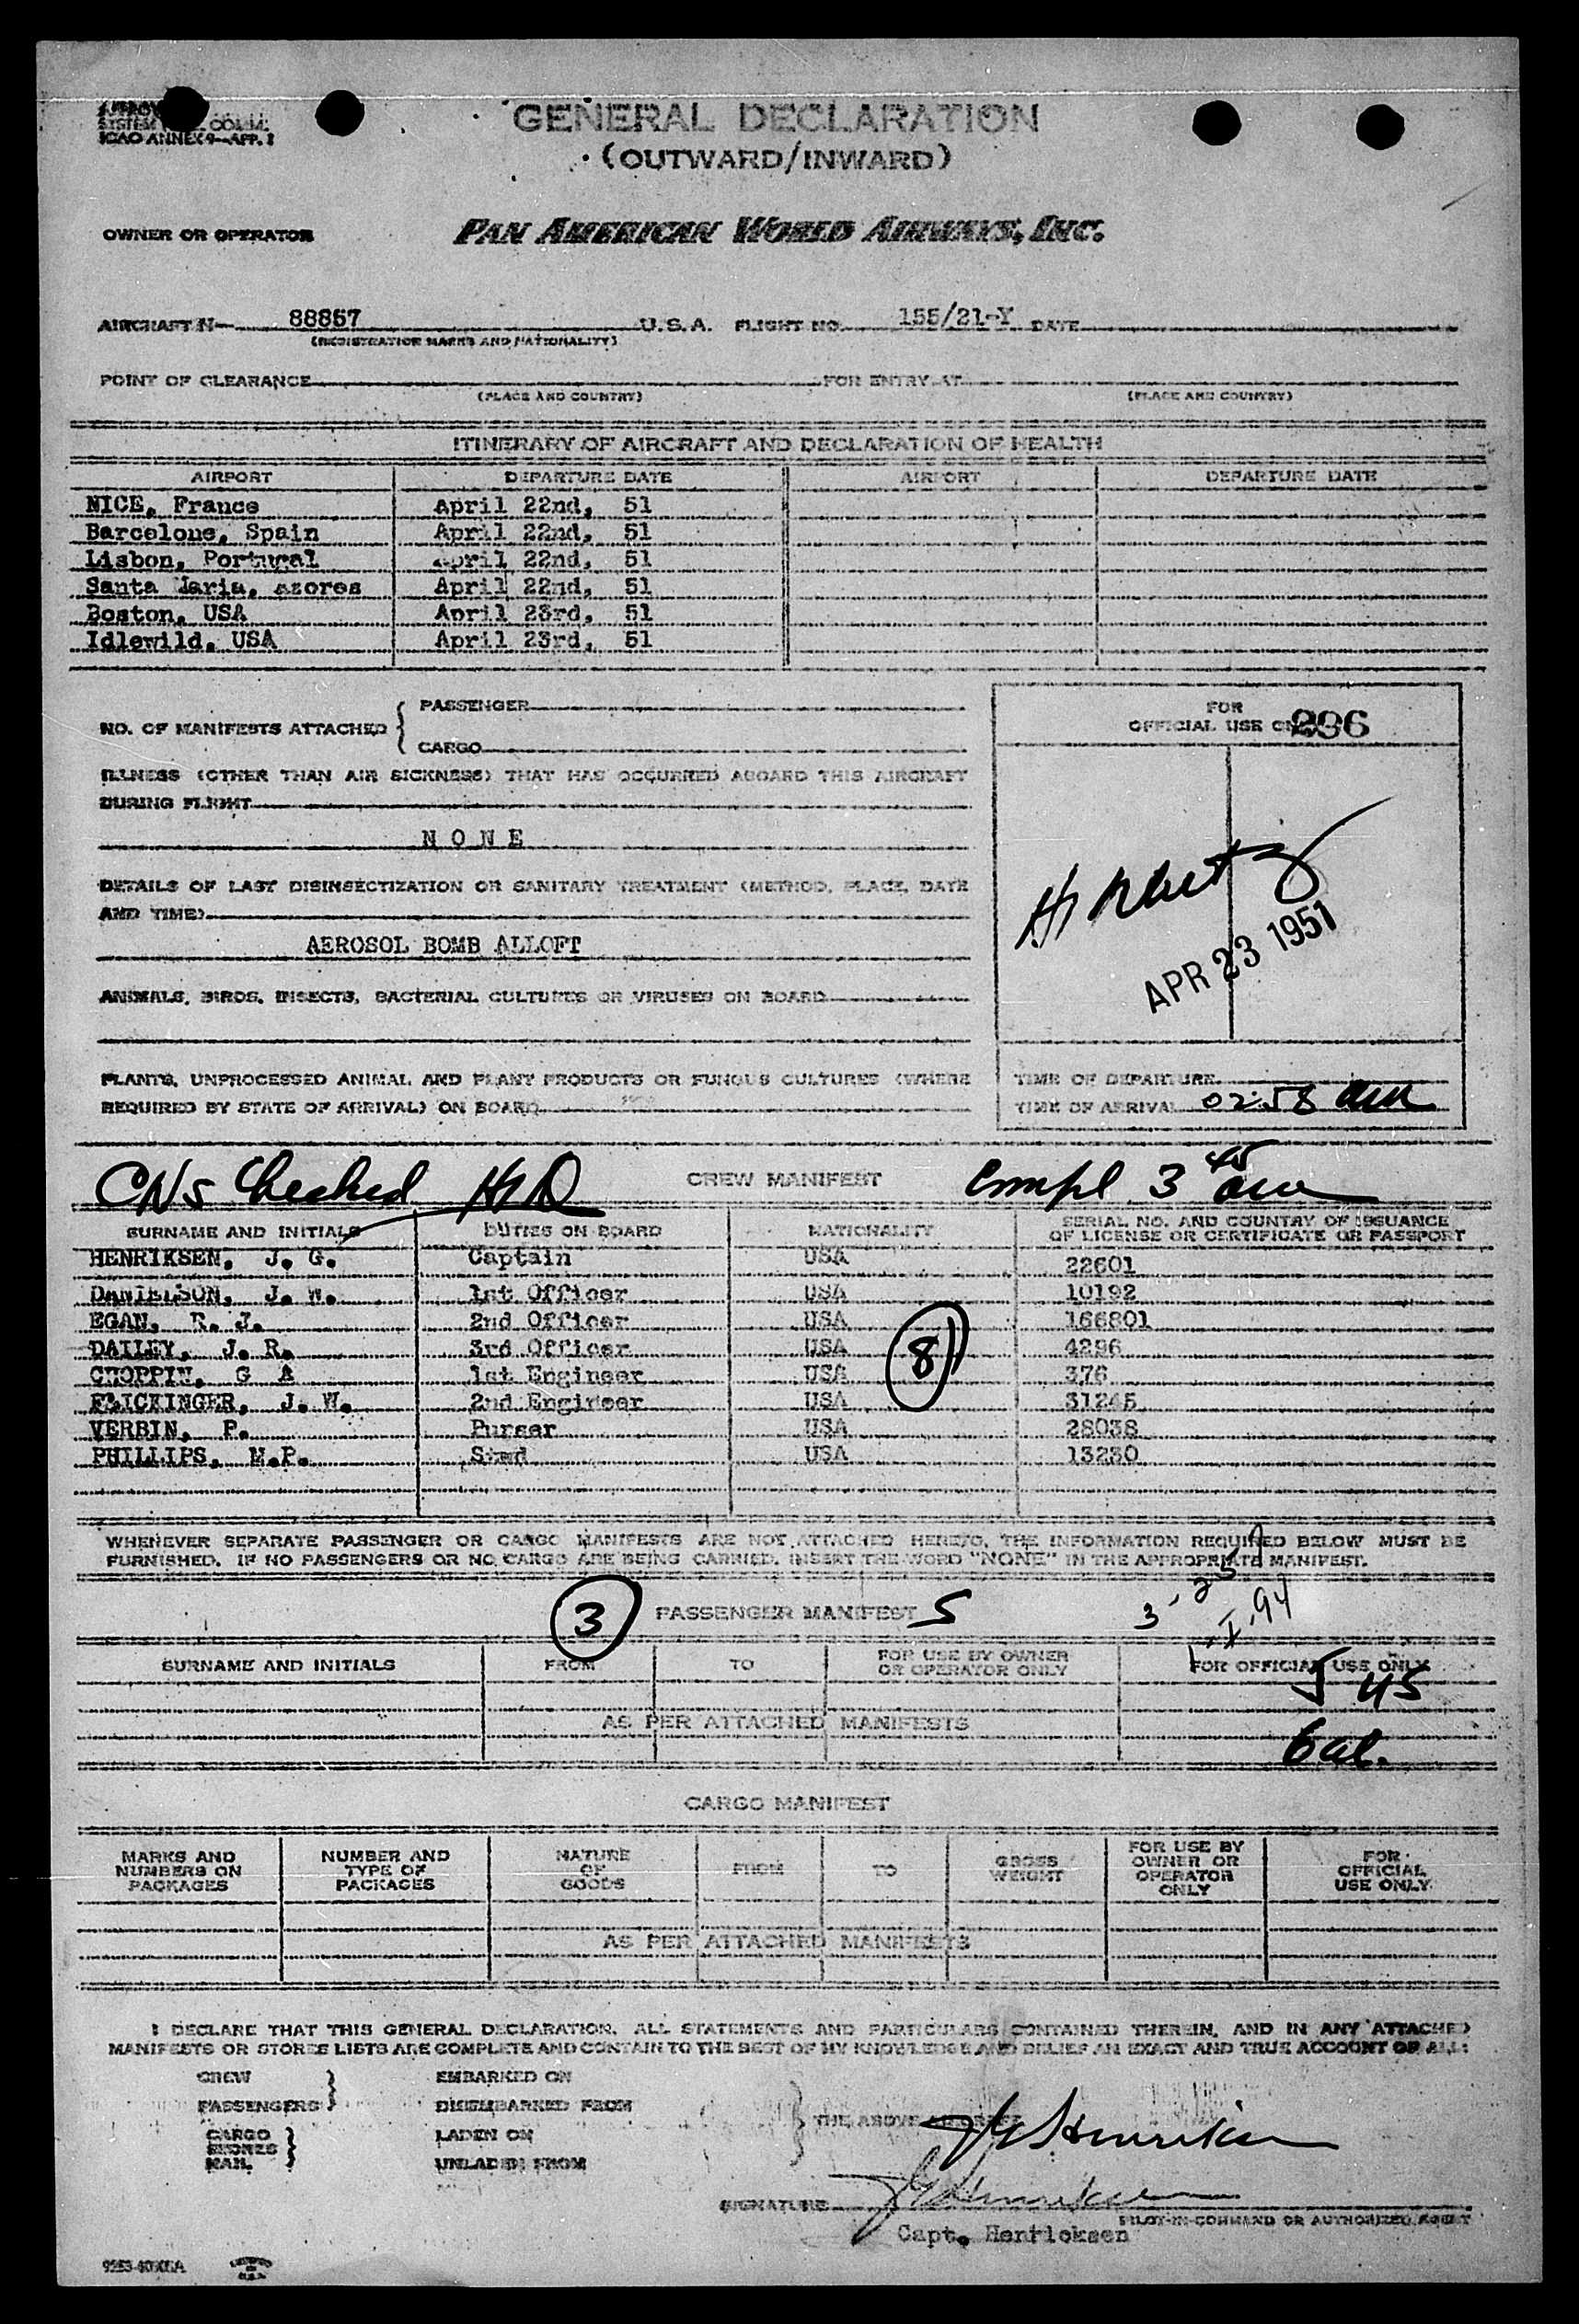 SYSTEM COMM.
ICAO ANNEX 9—APP. 1
GENERAL DECLARATION
(OUTWARD/INWARD)
OWNER OR OPERATOR PAN AMERICAN WORLD AIRWAYS, INC.
AIRCRAFT N— 88857 U.S.A. FLIGHT NO. 155/21-Y DATE
(REGISTRATION MARKS AND NATIONALITY)
POINT OF CLEARANCE FOR ENTRY AT
(PLACE AND COUNTRY) (PLACE AND COUNTRY)
ITINERARY OF AIRCRAFT AND DECLARATION OF HEALTH
AIRPORT DEPARTURE DATE AIRPORT DEPARTURE DATE
NICE, France April 22nd, 51
Barcelone, Spain April 22nd, 51
Lisbon, Portugal April 22nd, 51
Santa Maria, Azores April 22nd, 51
Boston, USA April 23rd, 51
Idlewild, USA April 23rd, 51
NO. OF MANIFESTS ATTACHED { PASSENGER
CARGO
FOR
OFFICIAL USE 296
ILLNESS (OTHER THAN AIR SICKNESS) THAT HAS OCCURRED ABOARD THIS AIRCRAFT
DURING FLIGHT
N O N E
DETAILS OF LAST DISINSECTIZATION OR SANITARY TREATMENT (METHOD, PLACE, DATE
AND TIME)
AEROSOL BOMB ALLOFT
APR 23 1951
ANIMALS, BIRDS, INSECTS, BACTERIAL CULTURES OR VIRUSES ON BOARD
PLANTS, UNPROCESSED ANIMAL AND PLANT PRODUCTS OR FUNGUS CULTURES (WHERE
REQUIRED BY STATE OF ARRIVAL) ON BOARD
TIME OF DEPARTURE
TIME OF ARRIVAL 02:58 am
CNS Checked HD CREW MANIFEST Compl 3 45 am
SURNAME AND INITIALS DUTIES ON BOARD NATIONALITY SERIAL NO. AND COUNTRY OF ISSUANCE
OF LICENSE OR CERTIFICATE OR PASSPORT
HENRIKSEN, J. G. Captain USA 22601
DANIELSON, J. W. 1st Officer USA 10192
EGAN, R. J. 2nd Officer USA 166801
DAILEY, J. R. 3rd Officer USA 4296
CHOPPIN, G A 1st Engineer USA 376
FLICKINGER, J. W. 2nd Engineer USA 31245
VERBIN, P. Purser USA 28038
PHILLIPS, M.P. Stwd USA 13230
8
WHENEVER SEPARATE PASSENGER OR CARGO MANIFESTS ARE NOT ATTACHED HERETO, THE INFORMATION REQUIRED BELOW MUST BE
FURNISHED. IF NO PASSENGERS OR NO CARGO ARE BEING CARRIED, INSERT THE WORD "NONE" IN THE APPROPRIATE MANIFEST.
3 PASSENGER MANIFEST S
I-94
SURNAME AND INITIALS FROM TO FOR USE BY OWNER
OR OPERATOR ONLY FOR OFFICIAL USE ONLY
5 US
AS PER ATTACHED MANIFESTS
6 al.
CARGO MANIFEST
MARKS AND
NUMBERS ON
PACKAGES NUMBER AND
TYPE OF
PACKAGES NATURE
OF
GOODS FROM TO GROSS
WEIGHT FOR USE BY
OWNER OR
OPERATOR
ONLY FOR
OFFICIAL
USE ONLY
AS PER ATTACHED MANIFESTS
I DECLARE THAT THIS GENERAL DECLARATION, ALL STATEMENTS AND PARTICULARS CONTAINED THEREIN, AND IN ANY ATTACHED
MANIFESTS OR STORES LISTS ARE COMPLETE AND CONTAIN TO THE BEST OF MY KNOWLEDGE AND BELIEF AN EXACT AND TRUE ACCOUNT OF ALL:
CREW EMBARKED ON
PASSENGERS DISEMBARKED FROM
THE ABOVE AIRCRAFT
CARGO LADEN ON
STORES
MAIL UNLADEN FROM
J G Henriksen
SIGNATURE J G Henriksen
PILOT-IN-COMMAND OR AUTHORIZED AGENT
Capt. Henricksen